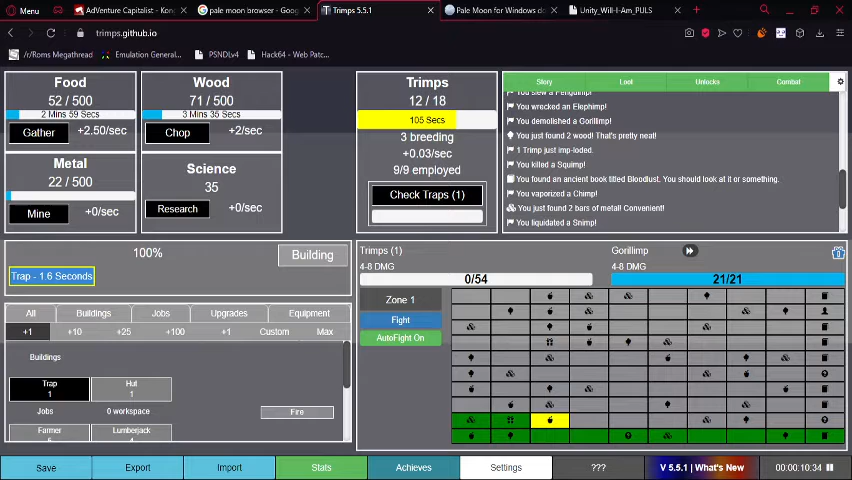 Menu
AdVenture Capitalist - Kong
pale moon browser - Goog
Trimps 5.5.1
Pale Moon for Windows do
Unity_Will-I-Am_PULS
trimps.github.io
/r/Roms Megathread
Emulation General...
PSNDLv4
Hack64 - Web Patc...
Food
52 / 500
2 Mins 59 Secs
Gather
+2.50/sec
Wood
71 / 500
3 Mins 35 Secs
Chop
+2/sec
Metal
22 / 500
Mine
+0/sec
Science
35
Research
+0/sec
Trimps
12 / 18
105 Secs
3 breeding
+0.03/sec
9/9 employed
Check Traps (1)
Story
Loot
Unlocks
Combat
You slew a Penguimp!
You wrecked an Elephimp!
You demolished a Gorillimp!
You just found 2 wood! That's pretty neat!
1 Trimp just imp-loded.
You killed a Squimp!
You found an ancient book titled Bloodlust. You should look at it or something.
You vaporized a Chimp!
You just found 2 bars of metal! Convenient!
You liquidated a Snimp!
100%
Building
Trap - 1.6 Seconds
All
Buildings
Jobs
Upgrades
Equipment
+1
+10
+25
+100
+1
Custom
Max
Buildings
Trap
1
Hut
1
Jobs
0 workspace
Fire
Farmer
5
Lumberjack
4
Trimps (1)
4-8 DMG
0/54
Gorillimp
4-8 DMG
21/21
Zone 1
Fight
AutoFight On
Save
Export
Import
Stats
Achieves
Settings
???
V 5.5.1 | What's New
00:00:10:34